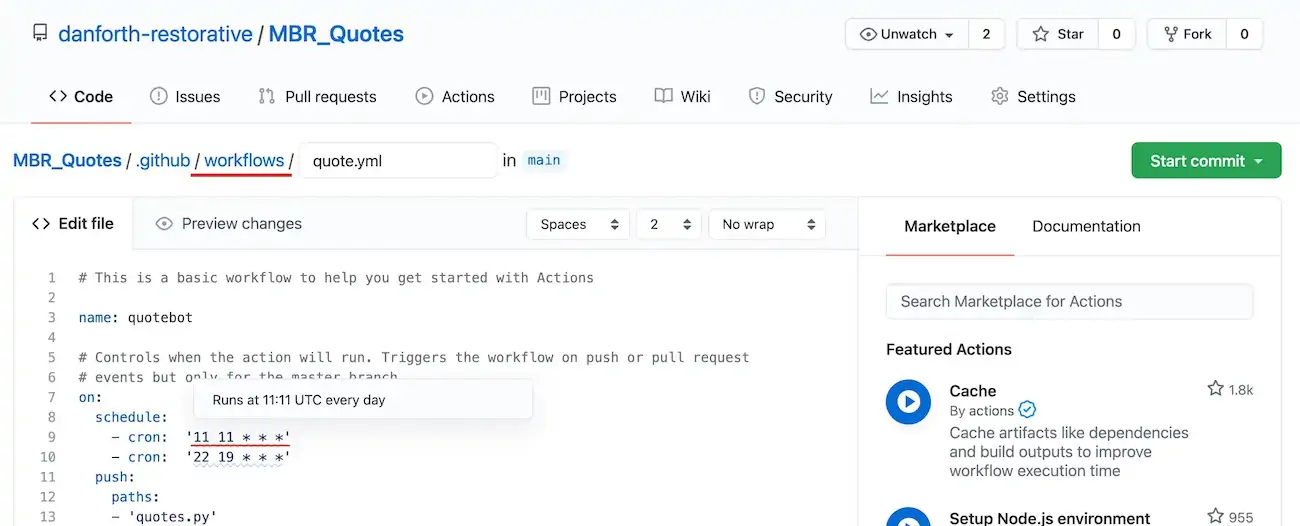 danforth-restorative / MBR_Quotes
Unwatch 2 Star 0 Fork 0
Code Issues Pull requests Actions Projects Wiki Security Insights Settings
MBR_Quotes / .github / workflows / quote.yml in main
Start commit
Edit file Preview changes Spaces 2 No wrap
1 # This is a basic workflow to help you get started with Actions
2
3 name: quotebot
4
5 # Controls when the action will run. Triggers the workflow on push or pull request
6 # events but only for the master branch
7 on:
Runs at 11:11 UTC every day
8 schedule:
9 - cron: '11 11 * * *'
10 - cron: '22 19 * * *'
11 push:
12 paths:
13 - 'quotes.py'
Marketplace Documentation
Search Marketplace for Actions
Featured Actions
Cache 1.8k
By actions
Cache artifacts like dependencies
and build outputs to improve
workflow execution time
Setup Node.js environment 955